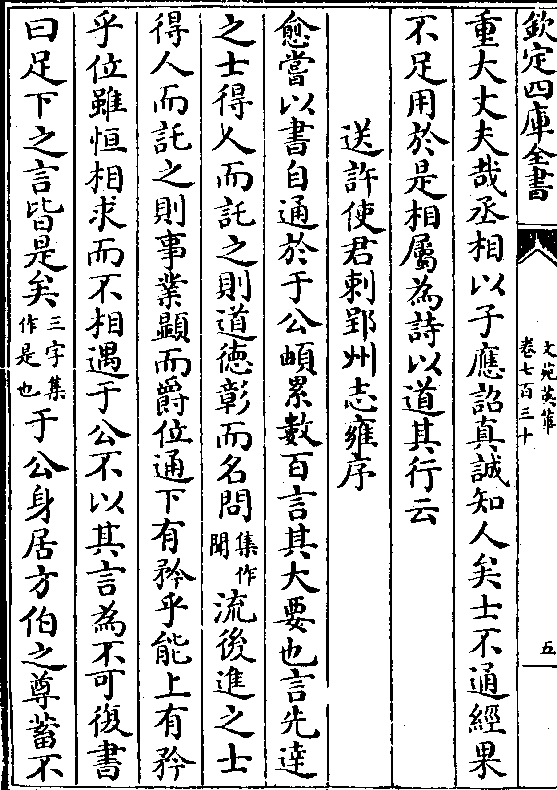 欽定四庫全書
文苑英華
卷七百三十
五
重大丈夫哉丞相以子應詔真誠知人矣士不通經果
不足用於是相屬為詩以道其行云
送許使君刺郢州志雍序
愈嘗以書自通於于公頔累數百言其大要也言先達
之士得人而託之則道德彰而名問集作聞流後進之士
得人而託之則事業顯而爵位通下有矜乎能上有矜
乎位雖恒相求而不相遇于公不以其言為不可復書
曰足下之言皆是矣三字集作是也于公身居方伯之尊蓄不